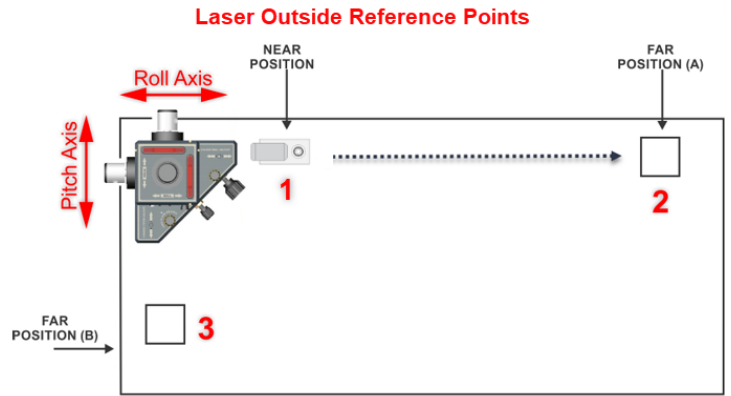 Laser Outside Reference Points
NEAR
POSITION
FAR
POSITION (A)
Roll Axis
Pitch Axis
1
2
3
FAR
POSITION (B)